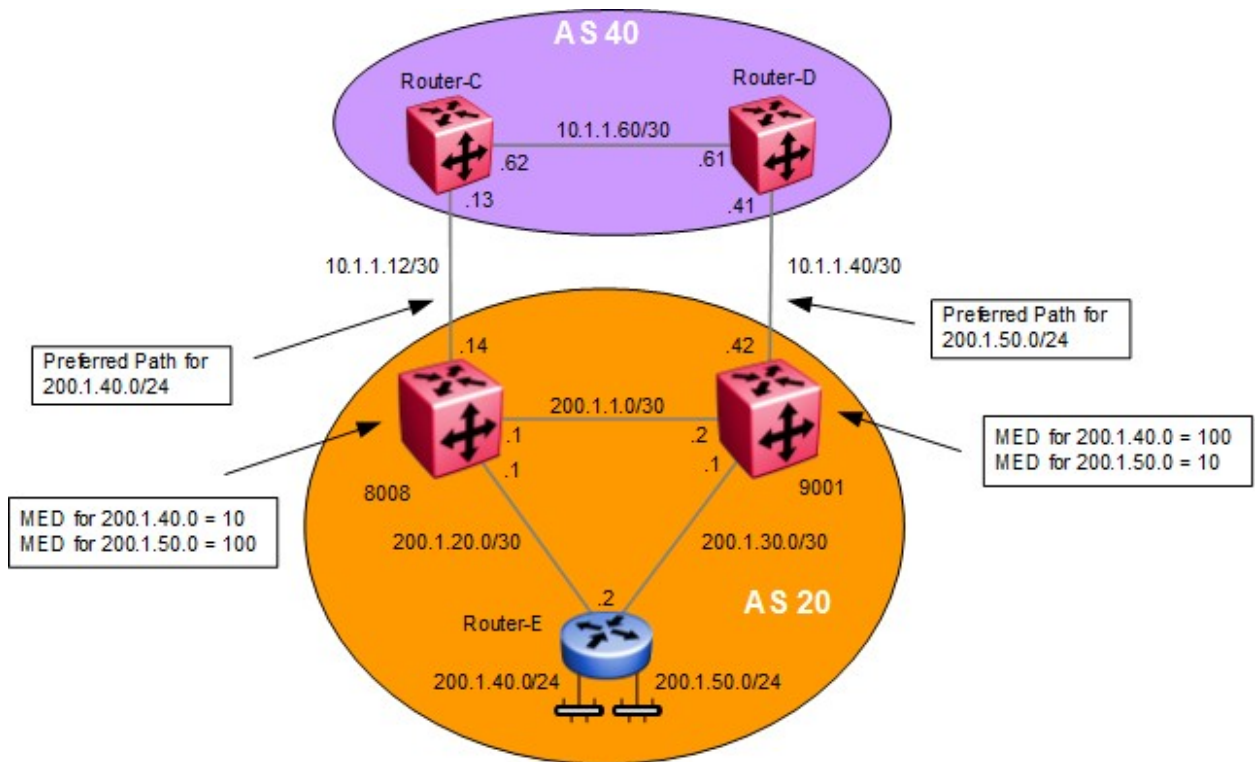 AS 40
Router-C
Router-D
10.1.1.60/30
.62
.61
.13
.41
10.1.1.12/30
10.1.1.40/30
Preferred Path for
200.1.40.0/24
Preferred Path for
200.1.50.0/24
.14
.42
200.1.1.0/30
.1
.2
.1
.1
8008
9001
MED for 200.1.40.0 = 10
MED for 200.1.50.0 = 100
MED for 200.1.40.0 = 100
MED for 200.1.50.0 = 10
200.1.20.0/30
200.1.30.0/30
AS 20
.2
Router-E
200.1.40.0/24
200.1.50.0/24